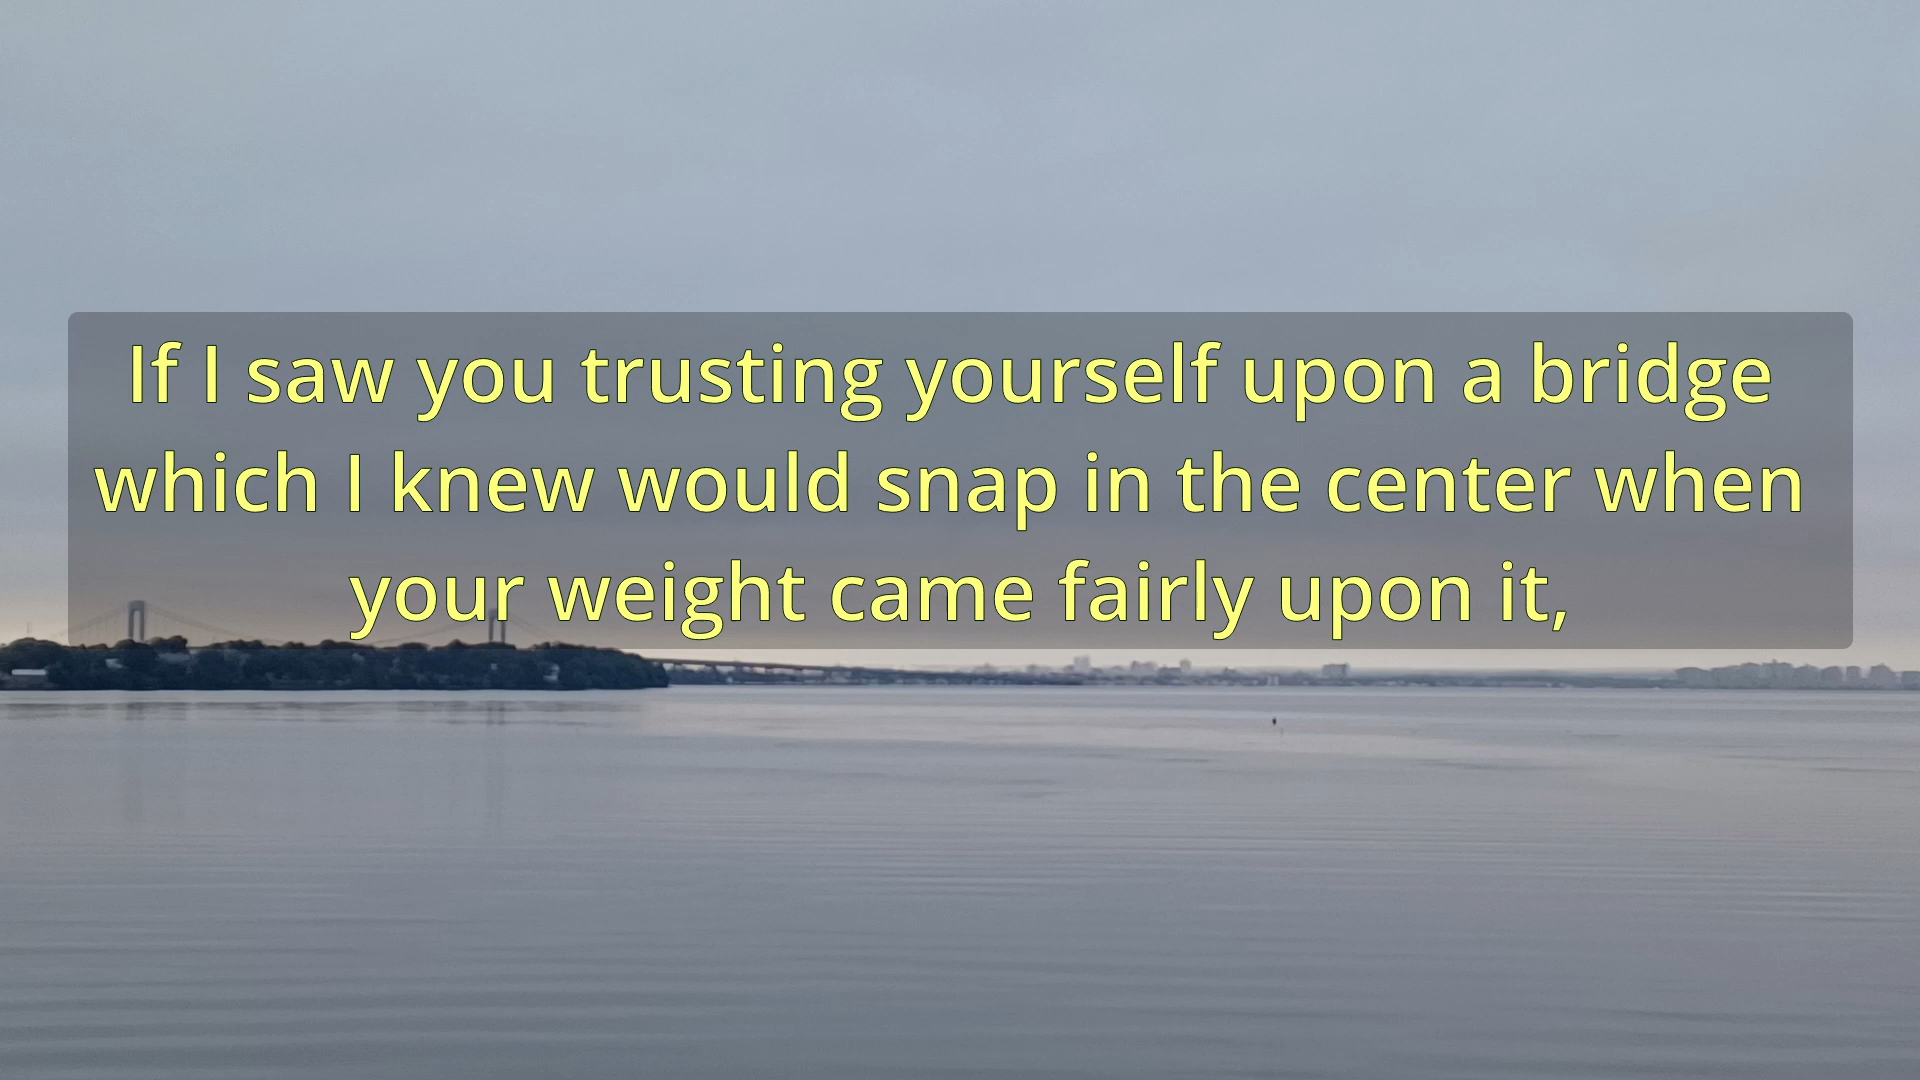 If I saw you trusting yourself upon a bridge
which I knew would snap in the center when
your weight came fairly upon it,